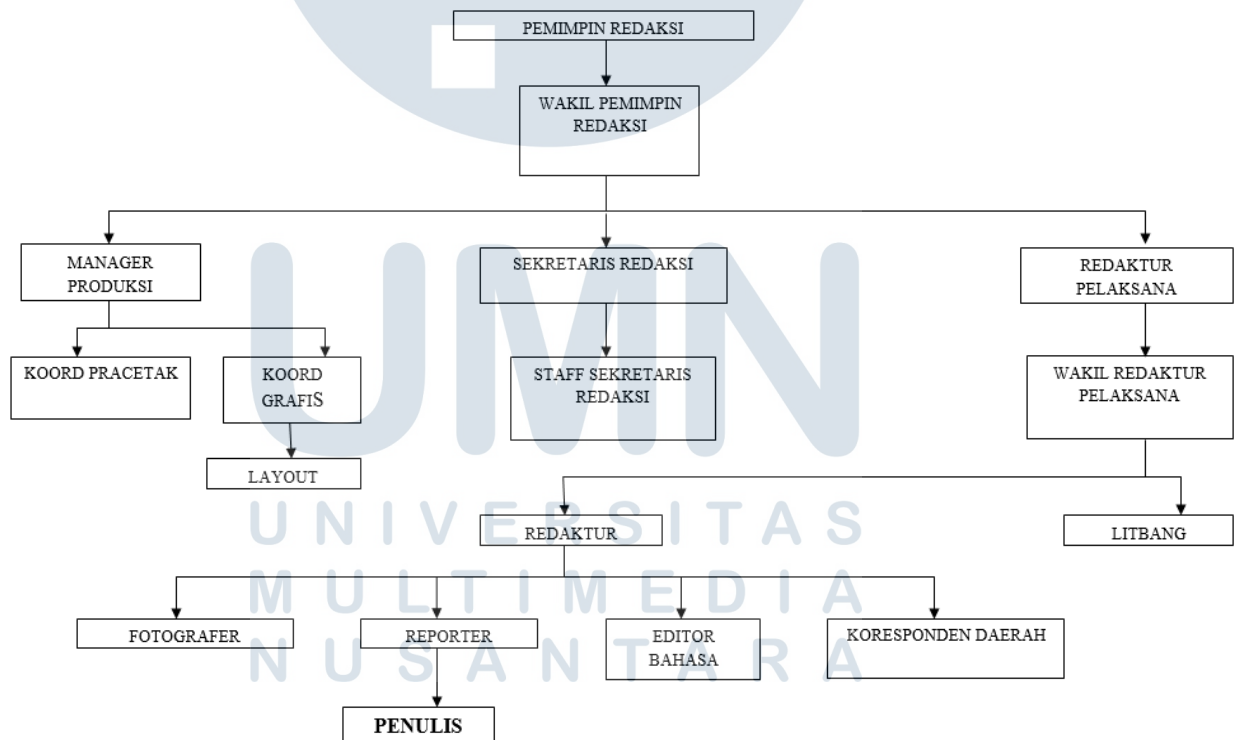 PEMIMPIN REDAKSI
WAKIL PEMIMPIN
REDAKSI
MANAGER
PRODUKSI
SEKRETARIS REDAKSI
REDAKTUR
PELAKSANA
KOORD PRACETAK
KOORD
GRAFIS
STAFF SEKRETARIS
REDAKSI
WAKIL REDAKTUR
PELAKSANA
LAYOUT
REDAKTUR
LITBANG
FOTOGRAFER
REPORTER
EDITOR
BAHASA
KORESPONDEN DAERAH
PENULIS
UMN
UNIVERSITAS
MULTIMEDIA
NUSANTARA